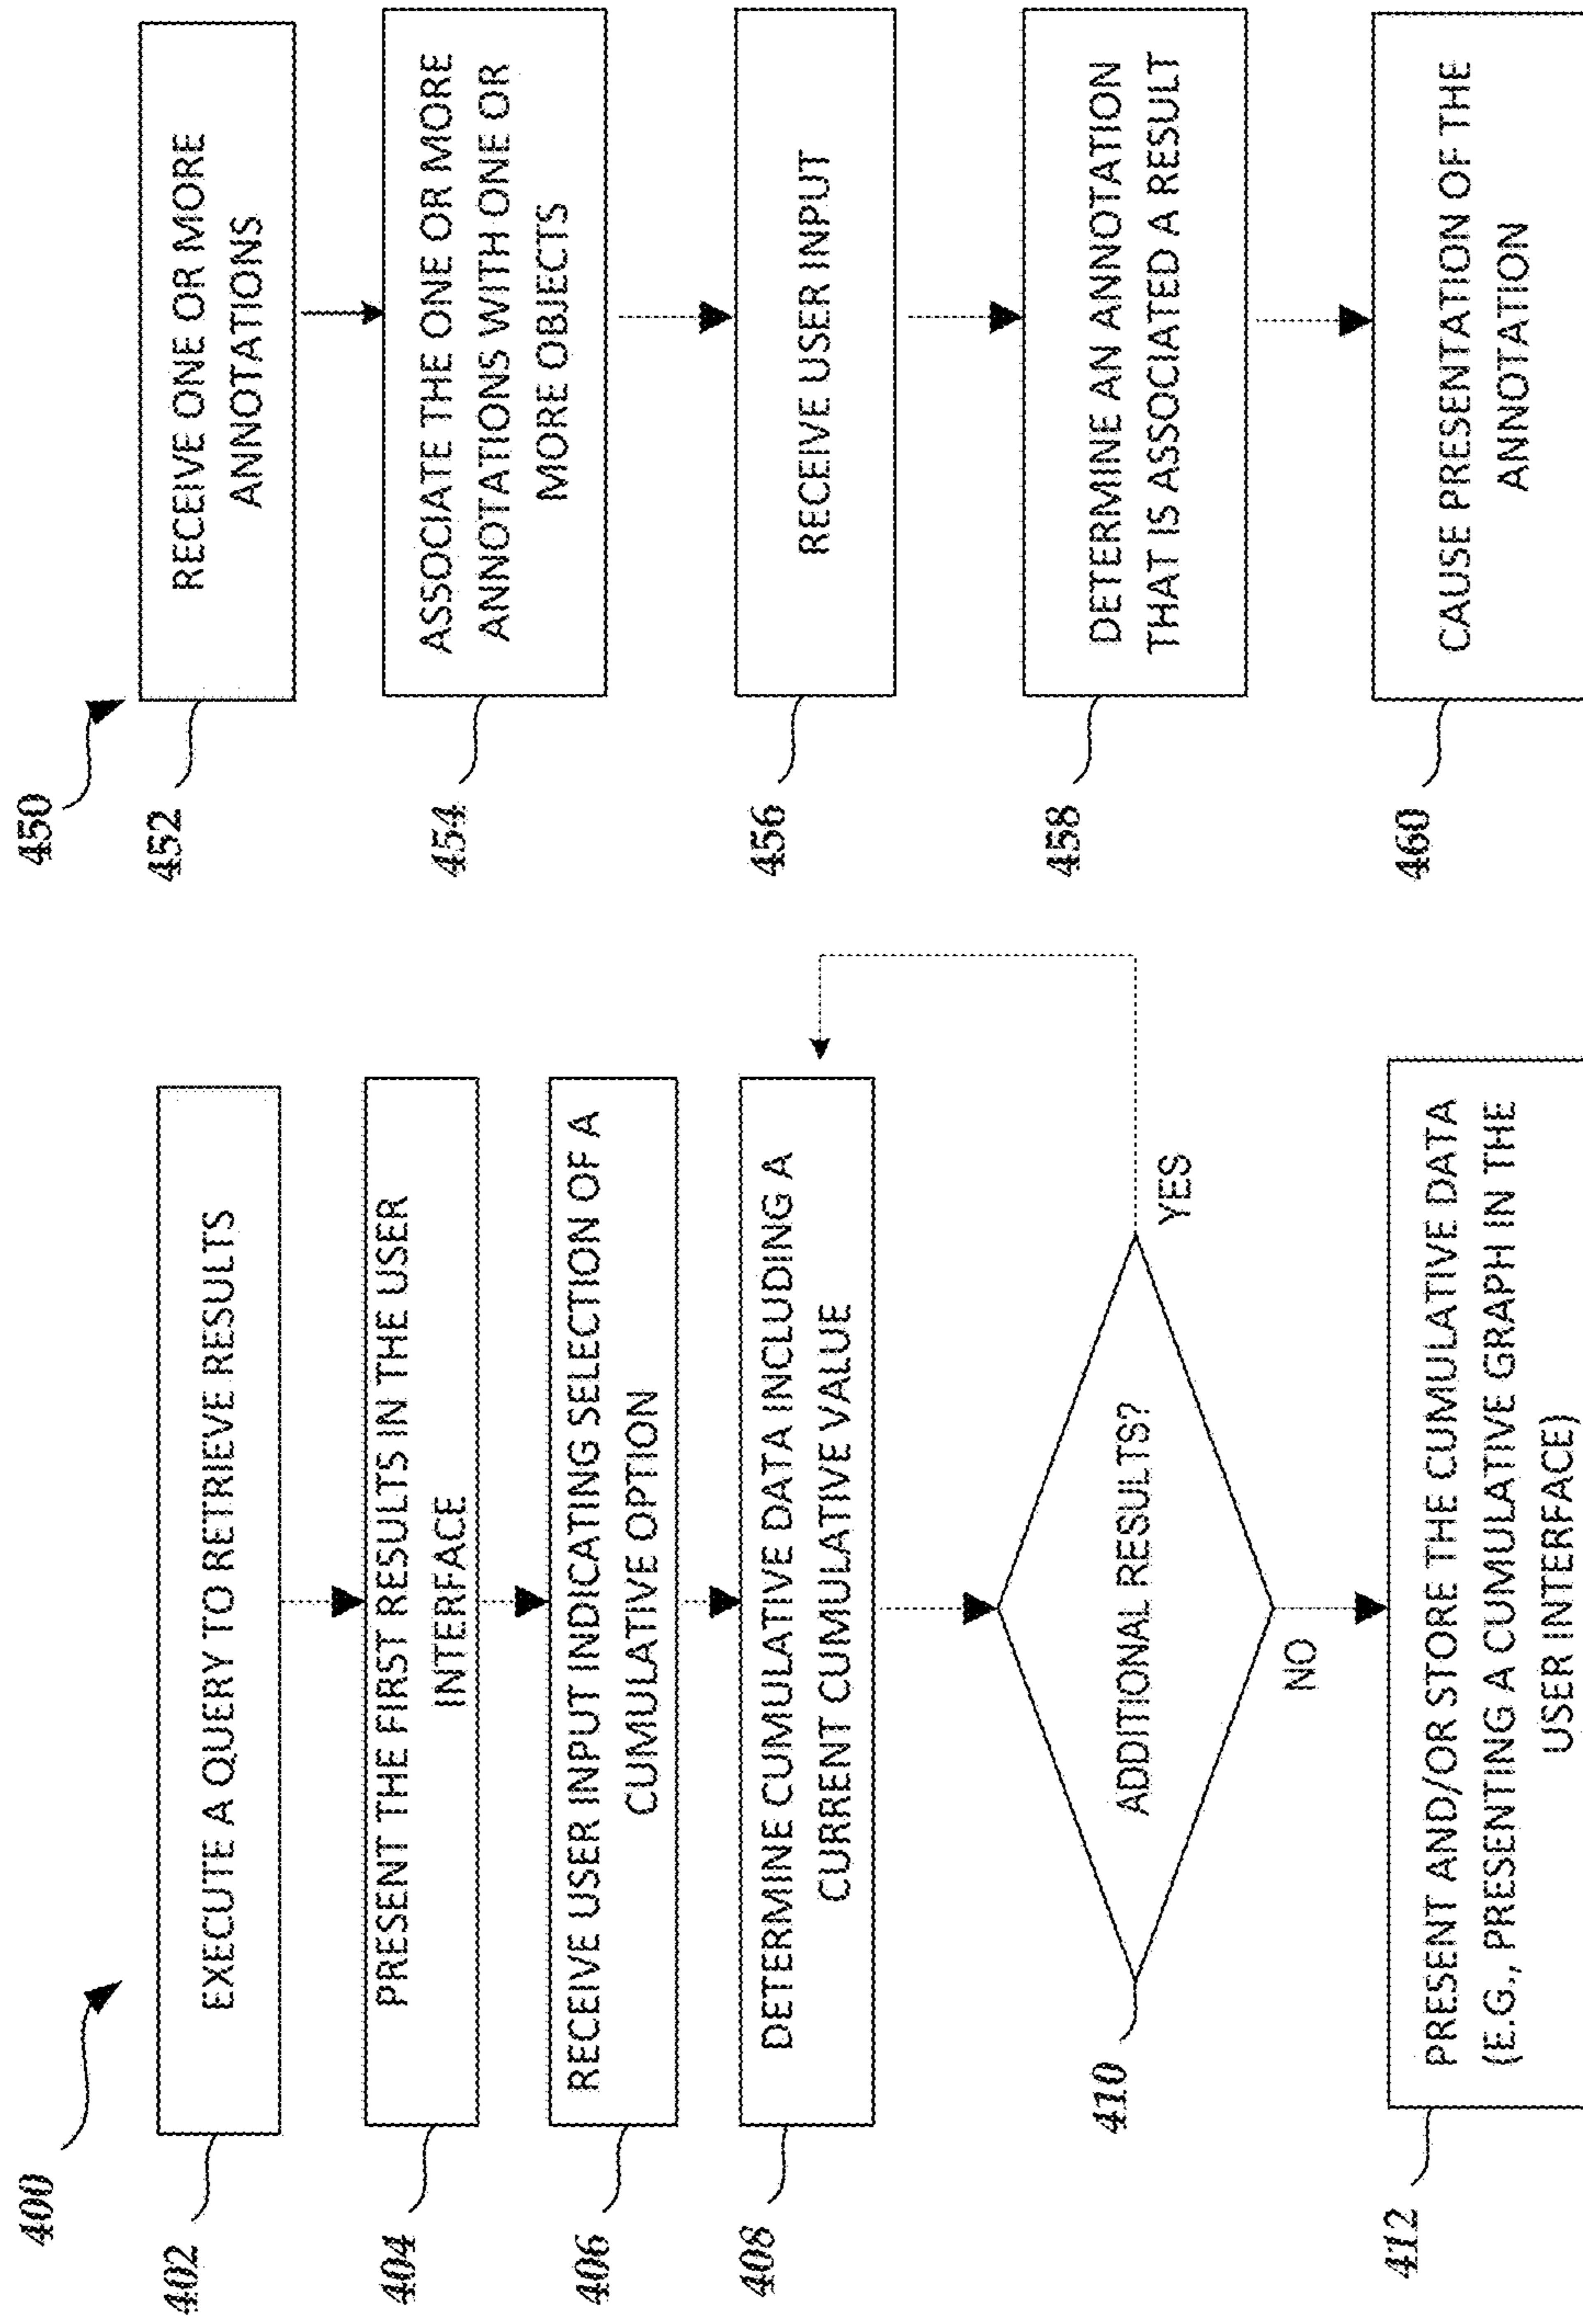 400
402
EXECUTE A QUERY TO RETRIEVE RESULTS
404
PRESENT THE FIRST RESULTS IN THE USER
INTERFACE
406
RECEIVE USER INPUT INDICATING SELECTION OF A
CUMULATIVE OPTION
408
DETERMINE CUMULATIVE DATA INCLUDING A
CURRENT CUMULATIVE VALUE
410
ADDITIONAL RESULTS?
YES
NO
412
PRESENT AND/OR STORE THE CUMULATIVE DATA
(E.G., PRESENTING A CUMULATIVE GRAPH IN THE
USER INTERFACE)
450
452
RECEIVE ONE OR MORE
ANNOTATIONS
454
ASSOCIATE THE ONE OR MORE
ANNOTATIONS WITH ONE OR
MORE OBJECTS
456
RECEIVE USER INPUT
458
DETERMINE AN ANNOTATION
THAT IS ASSOCIATED A RESULT
460
CAUSE PRESENTATION OF THE
ANNOTATION